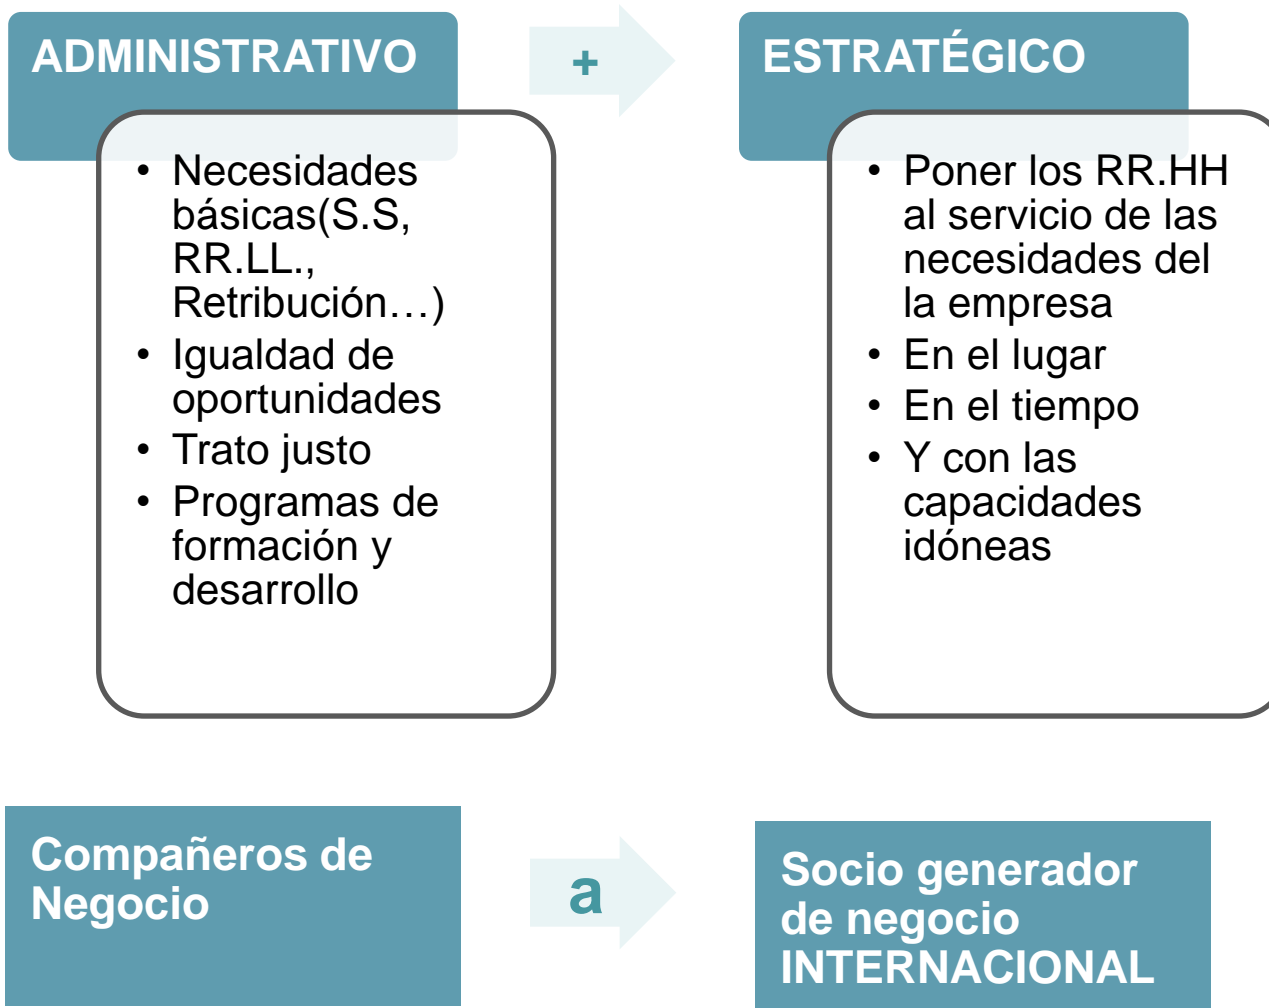 ADMINISTRATIVO
+
ESTRATÉGICO
• Necesidades
básicas(S.S,
RR.LL.,
Retribución…)
• Igualdad de
oportunidades
• Trato justo
• Programas de
formación y
desarrollo
• Poner los RR.HH
al servicio de las
necesidades del
la empresa
• En el lugar
• En el tiempo
• Y con las
capacidades
idóneas
Compañeros de
Negocio
a
Socio generador
de negocio
INTERNACIONAL